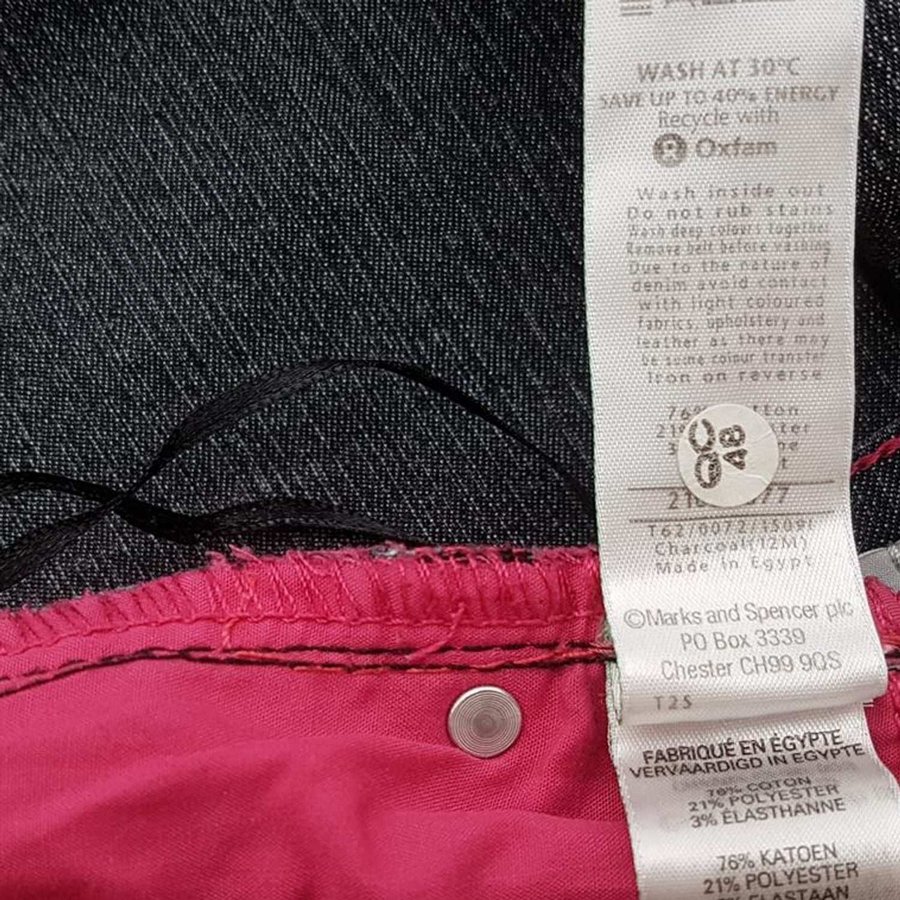 WASH AT 30°C
SAVE UP TO 40% ENERGY
Recycle with
Oxfam
Wash inside out
Do not rub stains
Wash deep colours together
Remove belt before washing
Due to the nature of
denim avoid contact
with light coloured
fabrics, upholstery and
leather as there may
be some colour transfer
Iron on reverse
QC
48
T62/0072/1509I
Charcoal(12M)
Made in Egypt
©Marks and Spencer plc
PO Box 3339
Chester CH99 9QS
T25
FABRIQUÉ EN ÉGYPTE
VERVAARDIGD IN EGYPTE
76% COTON
21% POLYESTER
3% ÉLASTHANNE
76% KATOEN
21% POLYESTER
ELASTAAN